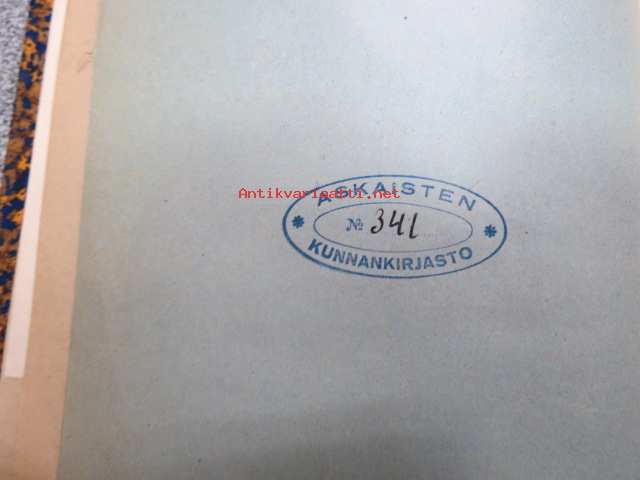 ASKAISTEN
Antikvariaatti.net
№ 341
KUNNANKIRJASTO